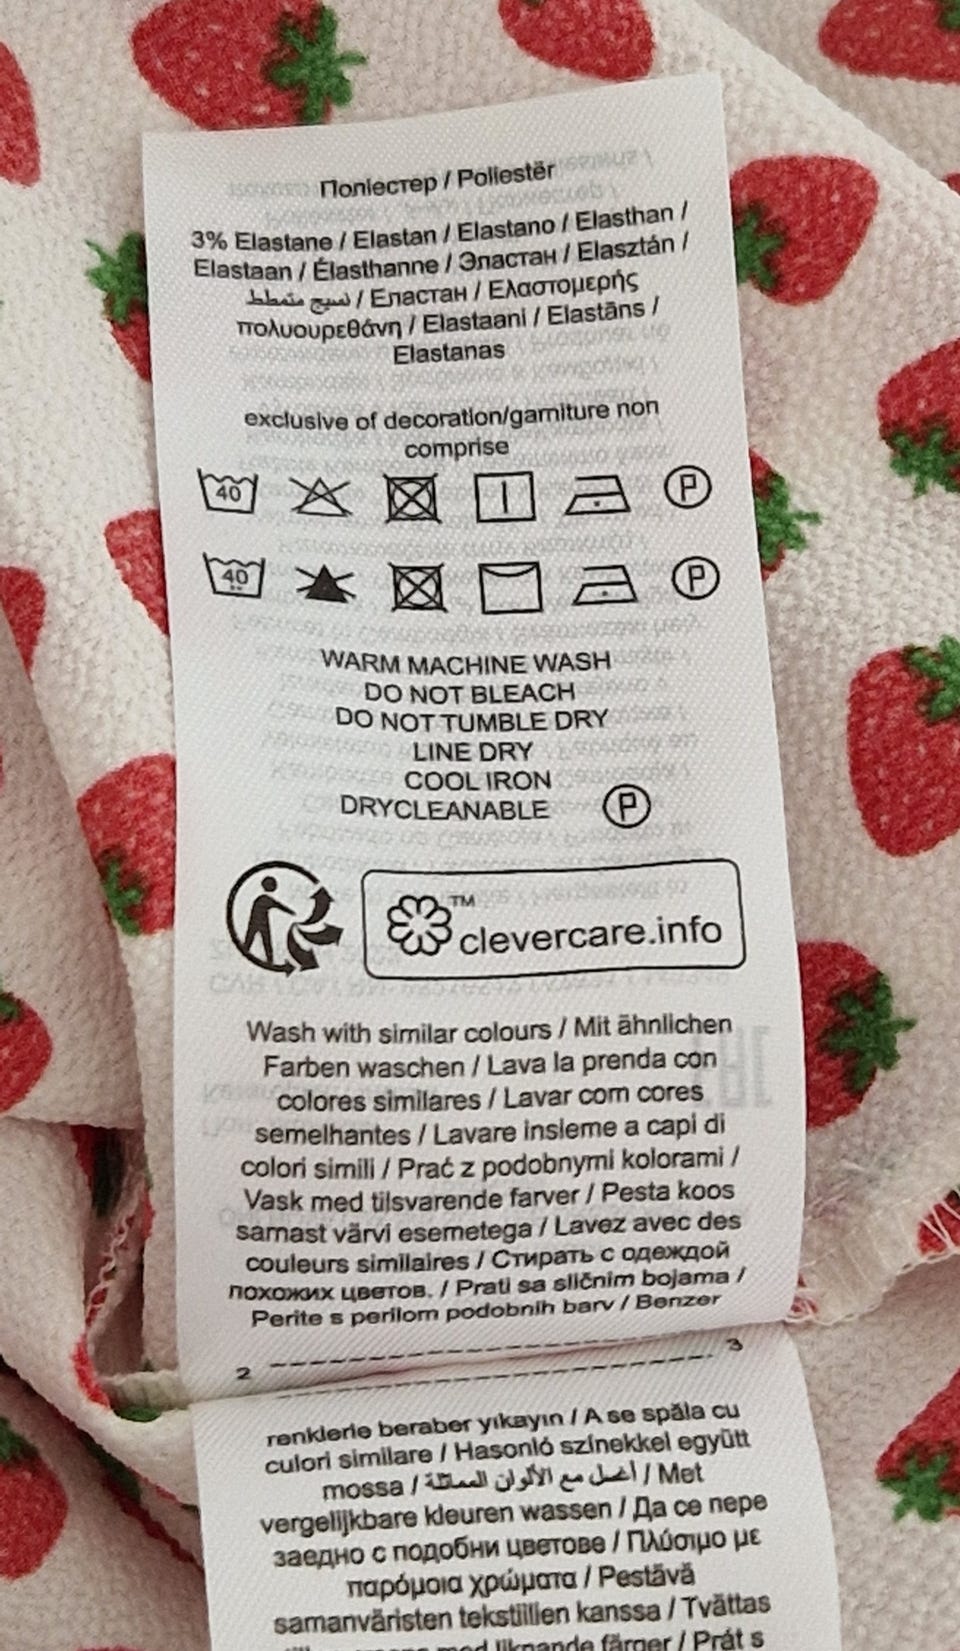 Поліестер / Poliestër
3% Elastane / Elastan / Elastano / Elasthan /
Elastaan / Élasthanne / Эластан / Elasztán /
نسيج متمطط / Еластан / Ελαστομερής
πολυουρεθάνη / Elastaani / Elastāns /
Elastanas
exclusive of decoration/garniture non
comprise
40 P
40 P
WARM MACHINE WASH
DO NOT BLEACH
DO NOT TUMBLE DRY
LINE DRY
COOL IRON
DRYCLEANABLE P
TM
clevercare.info
Wash with similar colours / Mit ähnlichen
Farben waschen / Lava la prenda con
colores similares / Lavar com cores
semelhantes / Lavare insieme a capi di
colori simili / Prać z podobnymi kolorami /
Vask med tilsvarende farver / Pesta koos
samast värvi esemetega / Lavez avec des
couleurs similaires / Стирать с одеждой
похожих цветов. / Prati sa sličnim bojama /
Perite s perilom podobnih barv / Benzer
2 3
renklerle beraber yıkayın / A se spăla cu
culori similare / Hasonló színekkel együtt
mossa / أغسل مع الألوان المماثلة / Met
vergelijkbare kleuren wassen / Да се пере
заедно с подобни цветове / Πλύσιμο με
παρόμοια χρώματα / Pestävä
samanväristen tekstiilien kanssa / Tvättas
med liknande färger / Prát s